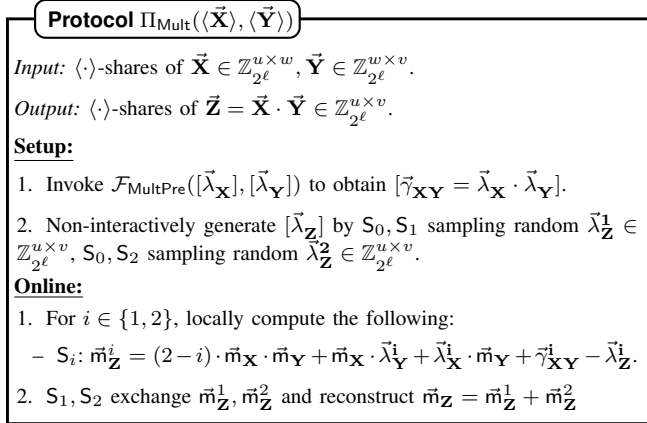 Protocol Π_Mult(⟨X⃗⟩, ⟨Y⃗⟩)
Input: ⟨·⟩-shares of X⃗ ∈ ℤ_{2^ℓ}^{u×w}, Y⃗ ∈ ℤ_{2^ℓ}^{w×v}.
Output: ⟨·⟩-shares of Z⃗ = X⃗ · Y⃗ ∈ ℤ_{2^ℓ}^{u×v}.
Setup:
1. Invoke F_MultPre([λ⃗_X], [λ⃗_Y]) to obtain [γ⃗_XY = λ⃗_X · λ⃗_Y].
2. Non-interactively generate [λ⃗_Z] by S_0, S_1 sampling random λ⃗_Z^1 ∈
ℤ_{2^ℓ}^{u×v}, S_0, S_2 sampling random λ⃗_Z^2 ∈ ℤ_{2^ℓ}^{u×v}.
Online:
1. For i ∈ {1, 2}, locally compute the following:
– S_i: m⃗_Z^i = (2−i) · m⃗_X · m⃗_Y + m⃗_X · λ⃗_Y^i + λ⃗_X^i · m⃗_Y + γ⃗_XY^i − λ⃗_Z^i.
2. S_1, S_2 exchange m⃗_Z^1, m⃗_Z^2 and reconstruct m⃗_Z = m⃗_Z^1 + m⃗_Z^2